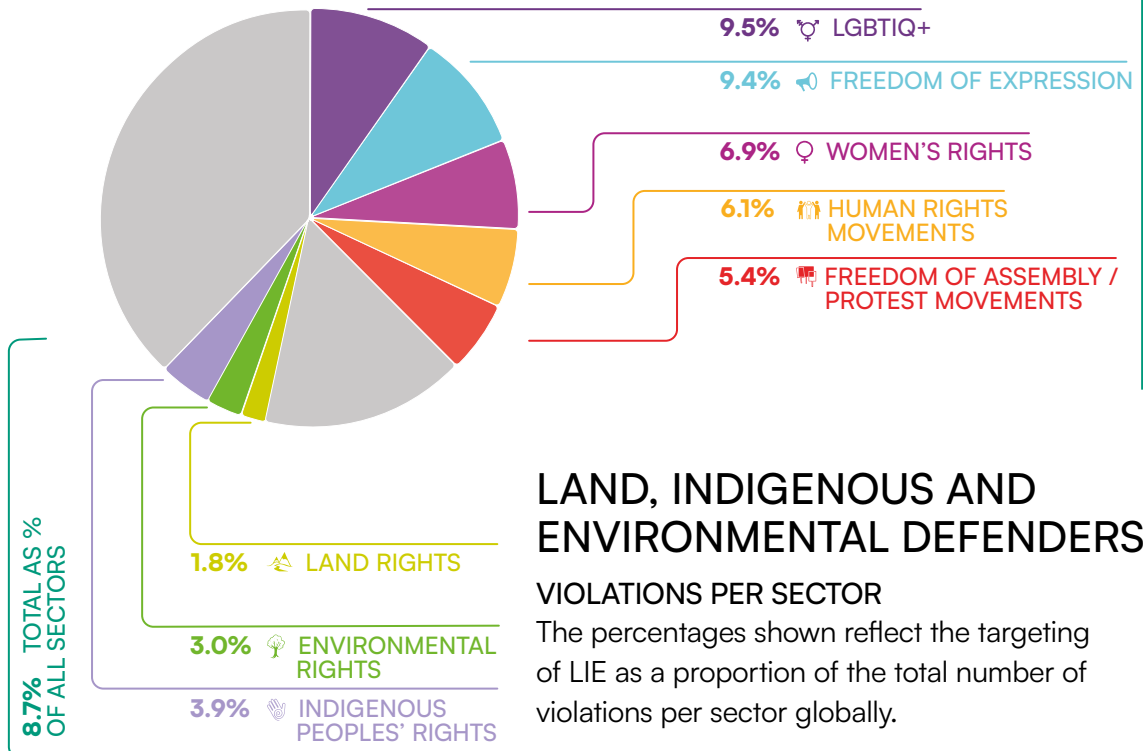 9.5% LGBTIQ+
9.4% FREEDOM OF EXPRESSION
6.9% WOMEN’S RIGHTS
6.1% HUMAN RIGHTS
MOVEMENTS
5.4% FREEDOM OF ASSEMBLY /
PROTEST MOVEMENTS
1.8% LAND RIGHTS
3.0% ENVIRONMENTAL
RIGHTS
3.9% INDIGENOUS
PEOPLES’ RIGHTS
8.7% TOTAL AS %
OF ALL SECTORS
LAND, INDIGENOUS AND
ENVIRONMENTAL DEFENDERS
VIOLATIONS PER SECTOR
The percentages shown reflect the targeting
of LIE as a proportion of the total number of
violations per sector globally.